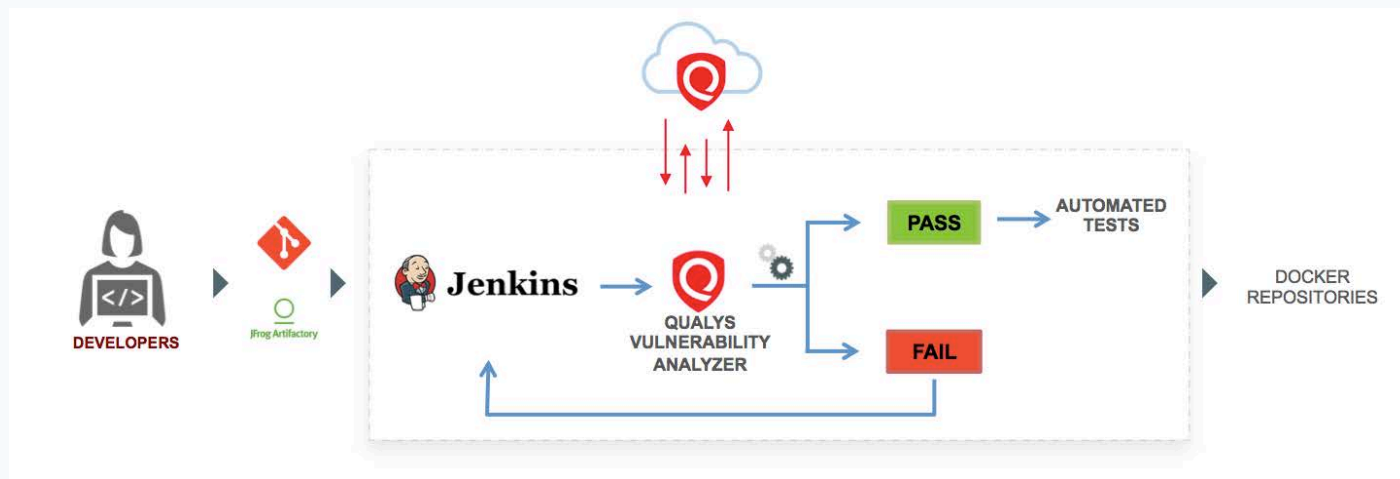 </>
DEVELOPERS
JFrog Artifactory
Jenkins
QUALYS
VULNERABILITY
ANALYZER
PASS
FAIL
AUTOMATED
TESTS
DOCKER
REPOSITORIES